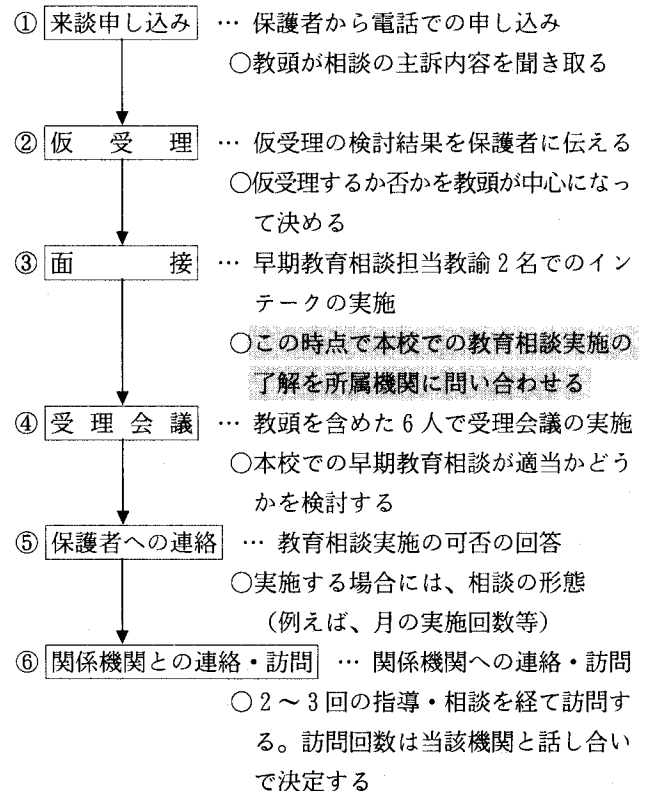 ① 来談申し込み … 保護者から電話での申し込み
○教頭が相談の主訴内容を聞き取る
② 仮受理 … 仮受理の検討結果を保護者に伝える
○仮受理するか否かを教頭が中心になっ
て決める
③ 面接 … 早期教育相談担当教諭2名でのイン
テークの実施
○この時点で本校での教育相談実施の
了解を所属機関に問い合わせる
④ 受理会議 … 教頭を含めた6人で受理会議の実施
○本校での早期教育相談が適当かどう
かを検討する
⑤ 保護者への連絡 … 教育相談実施の可否の回答
○実施する場合には、相談の形態
（例えば、月の実施回数等）
⑥ 関係機関との連絡・訪問 … 関係機関への連絡・訪問
○2～3回の指導・相談を経て訪問す
る。訪問回数は当該機関と話し合い
で決定する